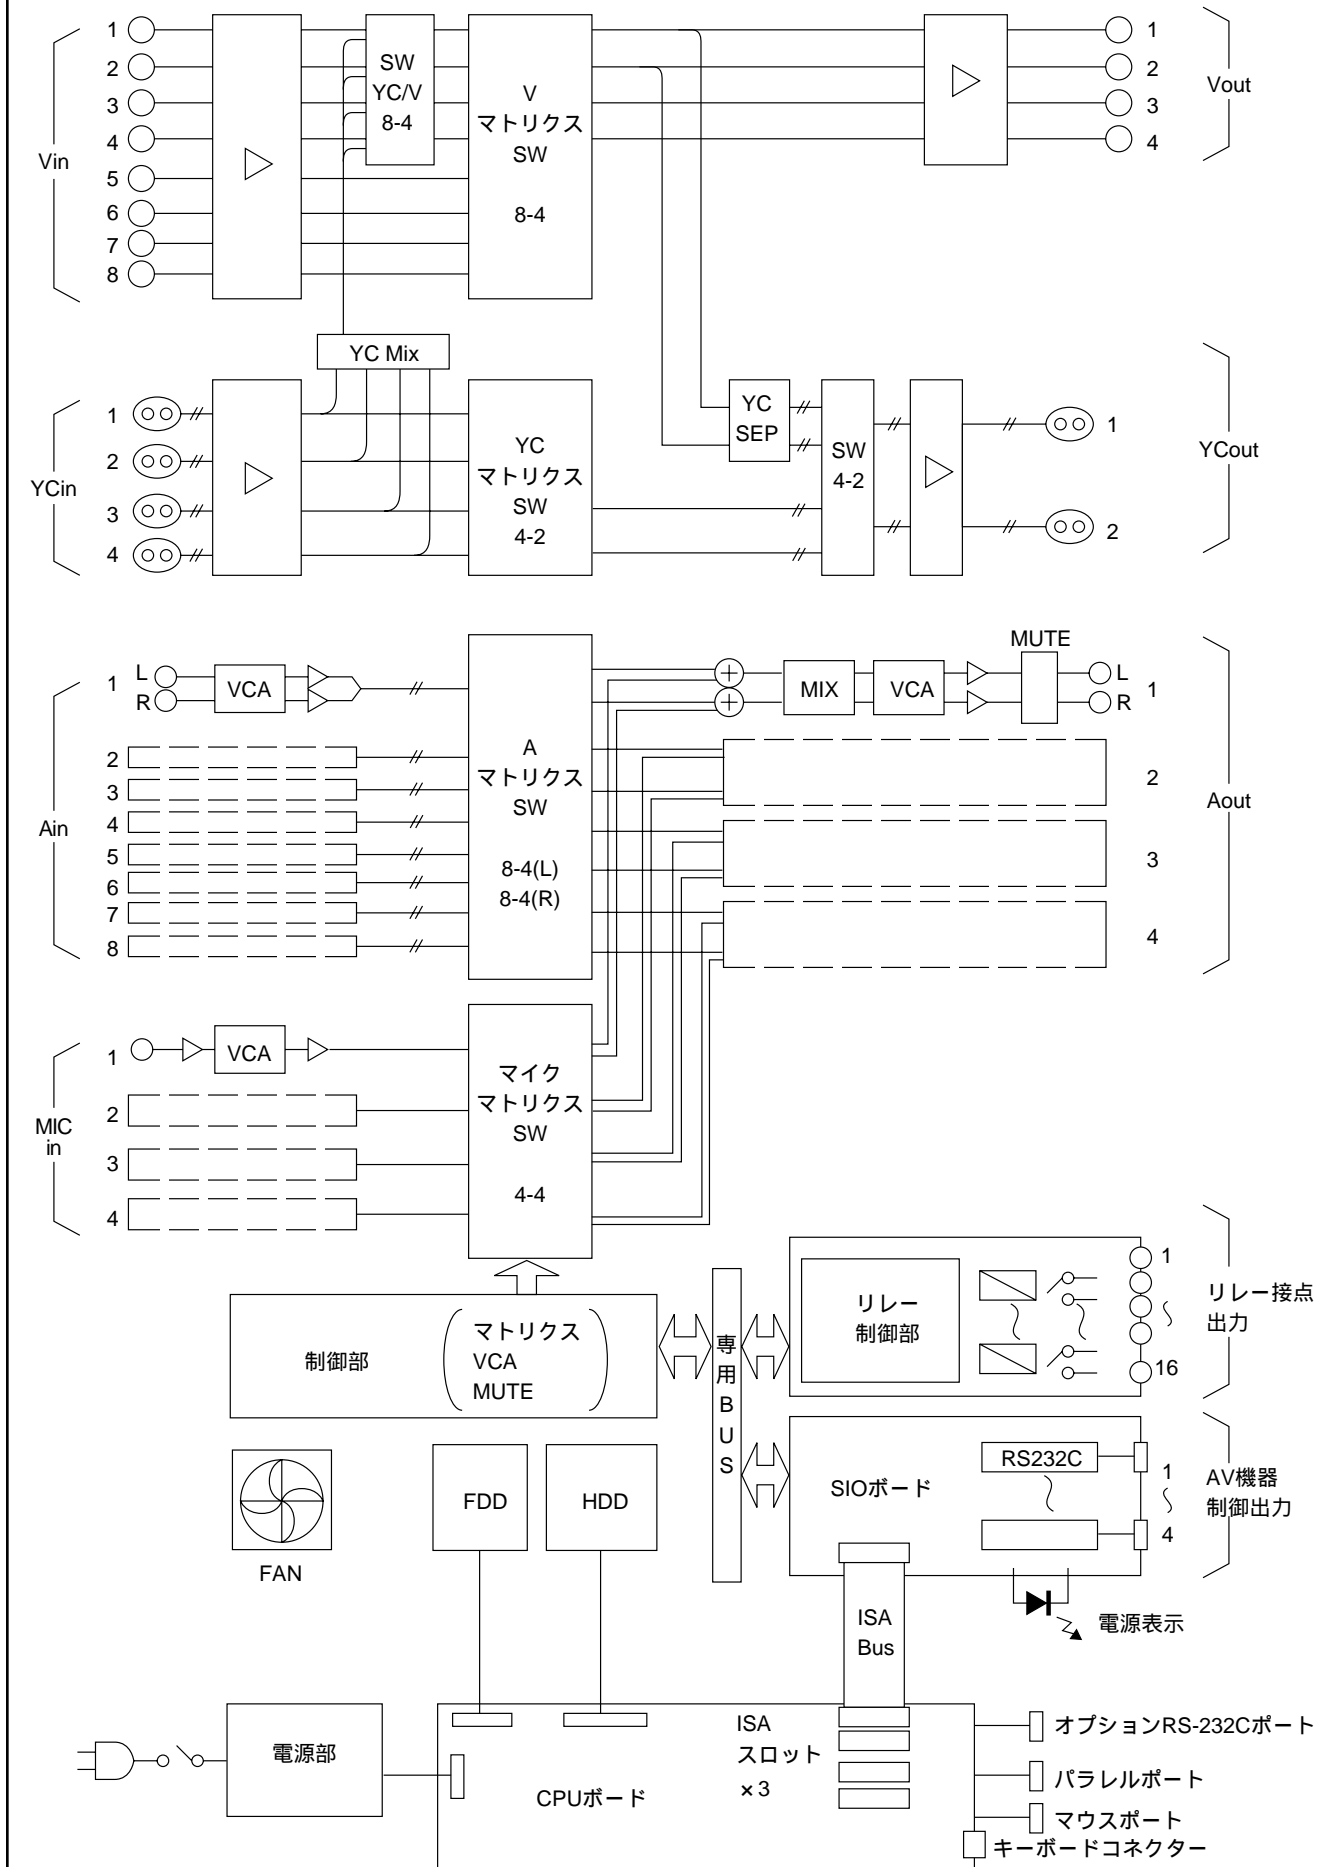 Vin
1
2
3
4
5
6
7
8
SW
YC/V
8-4
V
マトリクス
SW
8-4
1
2
3
4
Vout
YC Mix
YCin
1
2
3
4
YC
マトリクス
SW
4-2
YC
SEP
SW
4-2
1
2
YCout
Ain
1
L
R
VCA
2
3
4
5
6
7
8
A
マトリクス
SW
8-4(L)
8-4(R)
MIX
VCA
MUTE
L
R
1
2
3
4
Aout
MIC
in
1
VCA
2
3
4
マイク
マトリクス
SW
4-4
制御部
マトリクス
VCA
MUTE
専用BUS
リレー
制御部
1
16
リレー接点
出力
FAN
FDD
HDD
SIOボード
RS232C
1
4
AV機器
制御出力
ISA
Bus
電源表示
電源部
CPUボード
ISA
スロット
×3
オプションRS-232Cポート
パラレルポート
マウスポート
キーボードコネクター